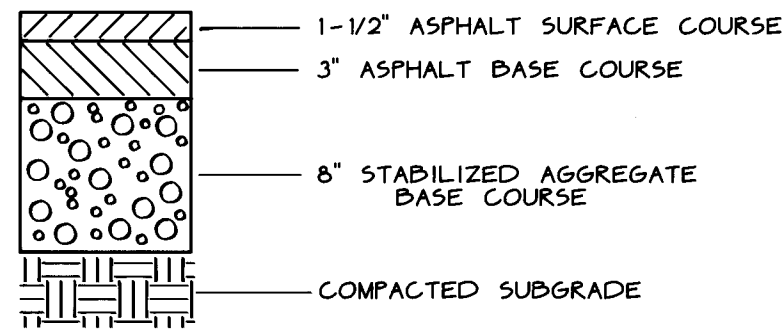 1-1/2" ASPHALT SURFACE COURSE
3" ASPHALT BASE COURSE
8" STABILIZED AGGREGATE
BASE COURSE
COMPACTED SUBGRADE